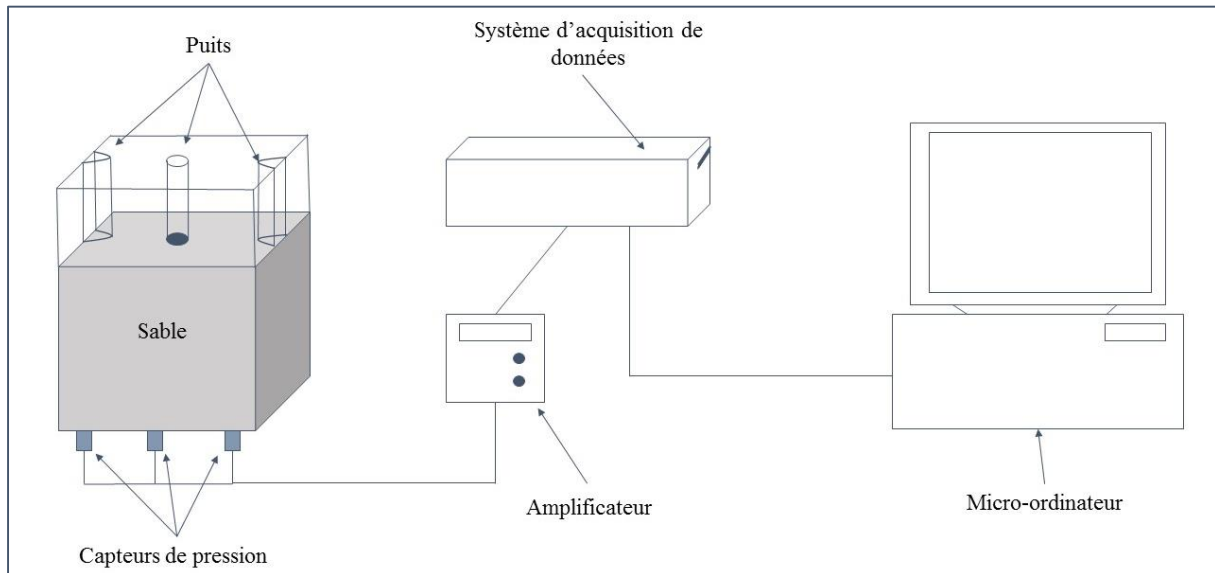 Puits
Système d'acquisition de
données
Sable
Capteurs de pression
Amplificateur
Micro-ordinateur